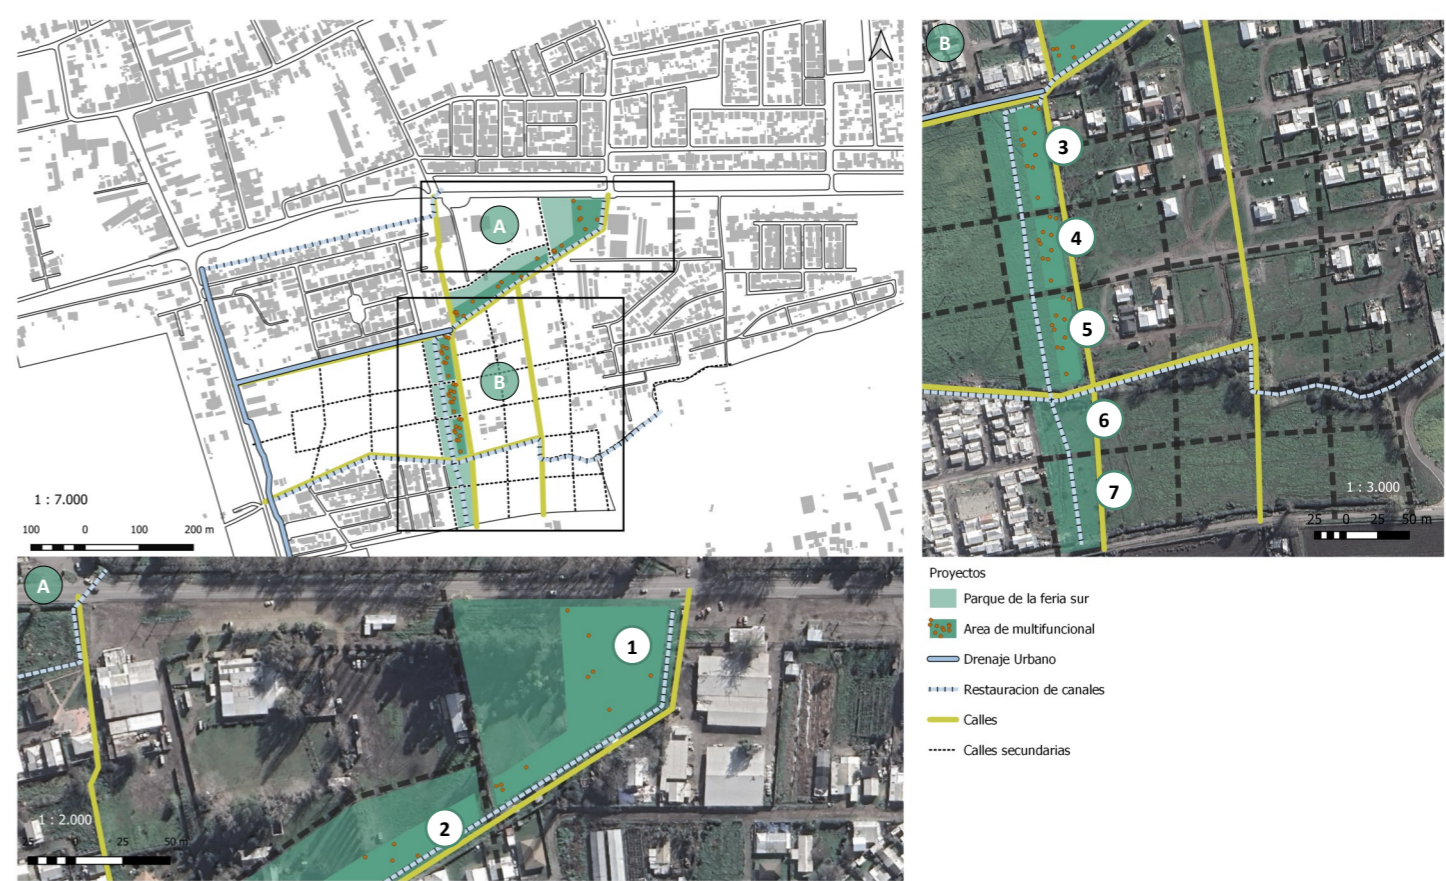 A
B
1 : 7.000
100 0 100 200 m
B
3
4
5
6
7
1 : 3.000
25 0 25 50 m
A
1
2
1 : 2.000
25 0 25 50 m
Proyectos
Parque de la feria sur
Area de multifuncional
Drenaje Urbano
Restauracion de canales
Calles
Calles secundarias